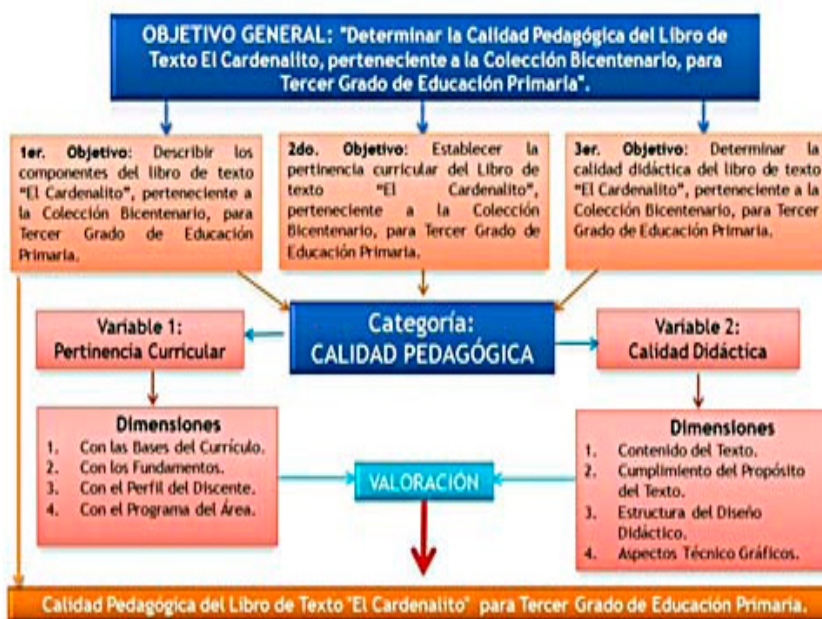 OBJETIVO GENERAL: "Determinar la Calidad Pedagógica del Libro de
Texto El Cardenalito, perteneciente a la Colección Bicentenario, para
Tercer Grado de Educación Primaria".
1er. Objetivo: Describir los
componentes del libro de texto
"El Cardenalito", perteneciente a
la Colección Bicentenario, para
Tercer Grado de Educación
Primaria.
2do. Objetivo: Establecer la
pertinencia curricular del Libro de
texto "El Cardenalito",
perteneciente a la Colección
Bicentenario, para Tercer Grado de
Educación Primaria.
3er. Objetivo: Determinar la
calidad didáctica del libro de texto
"El Cardenalito", perteneciente a la
Colección Bicentenario, para Tercer
Grado de Educación Primaria.
Variable 1:
Pertinencia Curricular
Categoría:
CALIDAD PEDAGÓGICA
Variable 2:
Calidad Didáctica
Dimensiones
1. Con las Bases del Currículo.
2. Con los Fundamentos.
3. Con el Perfil del Discente.
4. Con el Programa del Área.
VALORACIÓN
Dimensiones
1. Contenido del Texto.
2. Cumplimiento del Propósito
del Texto.
3. Estructura del Diseño
Didáctico.
4. Aspectos Técnico Gráficos.
Calidad Pedagógica del Libro de Texto "El Cardenalito" para Tercer Grado de Educación Primaria.